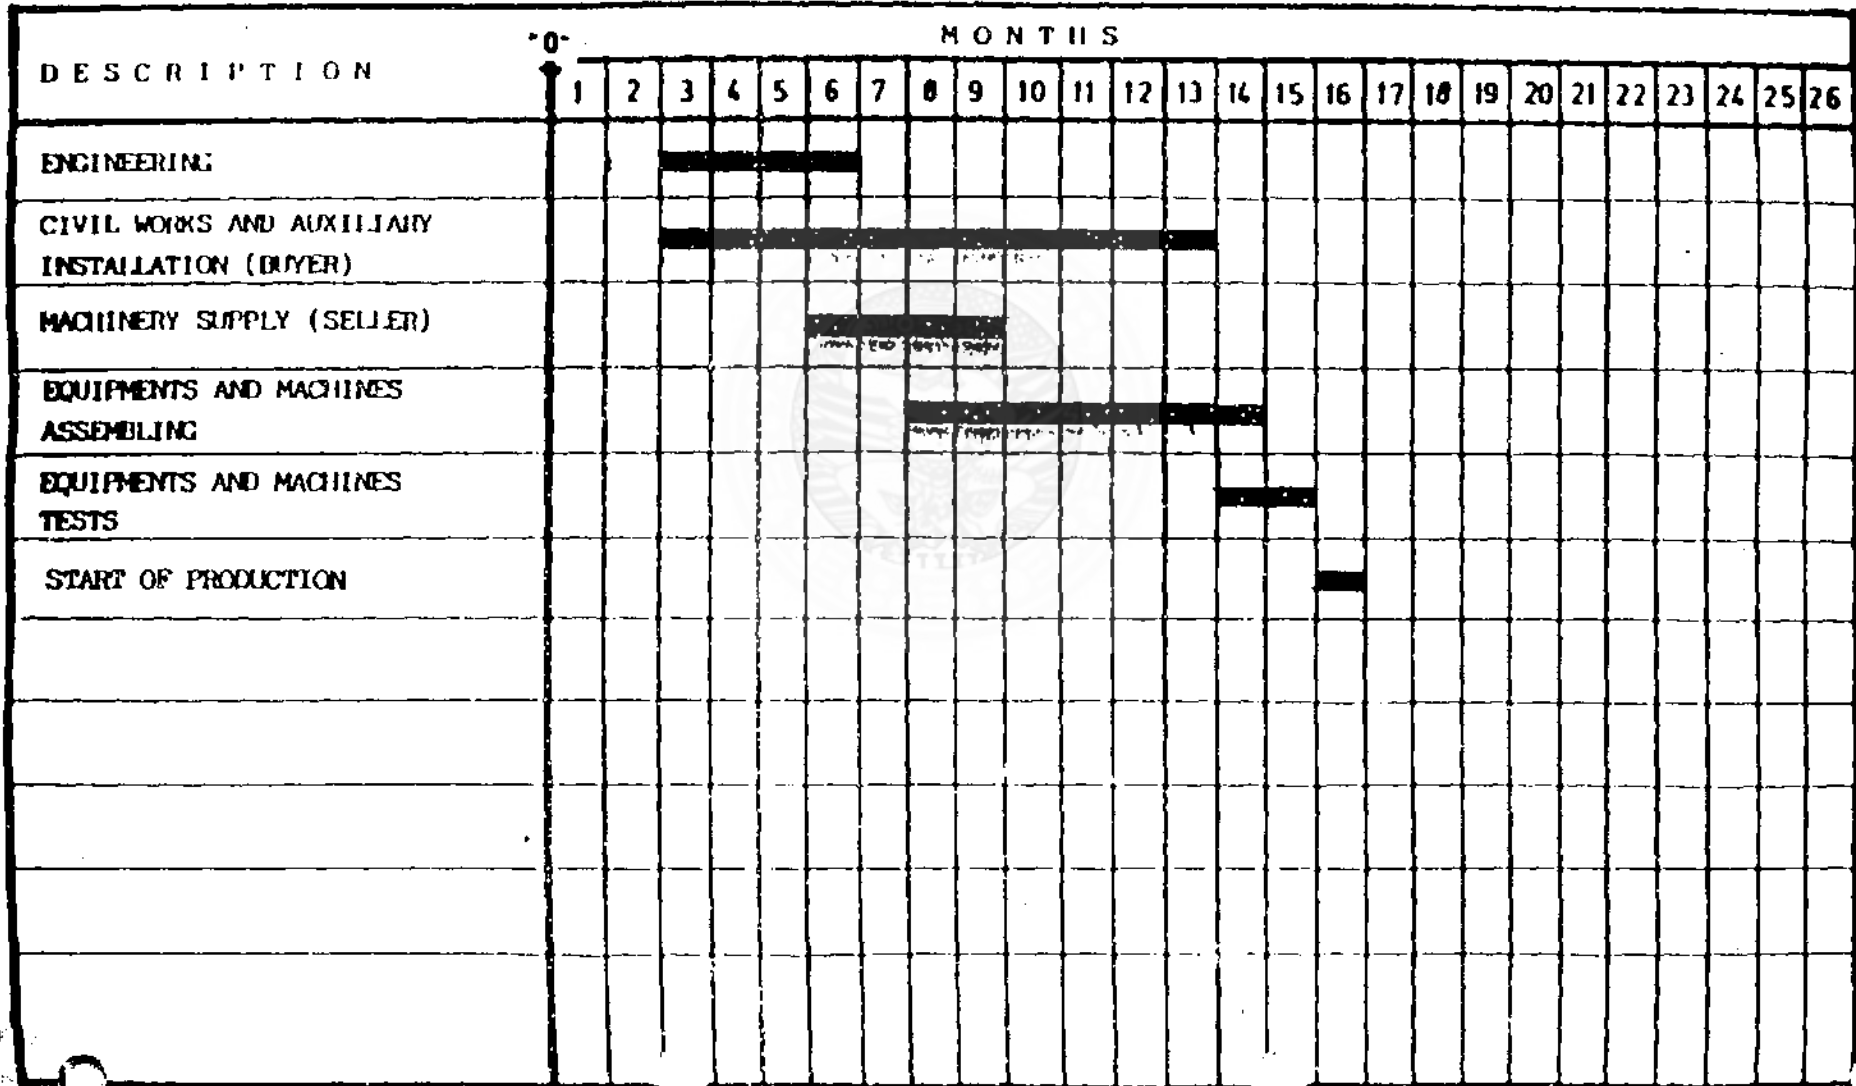 "0"
MONTHS
DESCRIPTION
1 2 3 4 5 6 7 8 9 10 11 12 13 14 15 16 17 18 19 20 21 22 23 24 25 26
ENGINEERING
CIVIL WORKS AND AUXILIARY
INSTALLATION (BUYER)
MACHINERY SUPPLY (SELLER)
EQUIPMENTS AND MACHINES
ASSEMBLING
EQUIPMENTS AND MACHINES
TESTS
START OF PRODUCTION